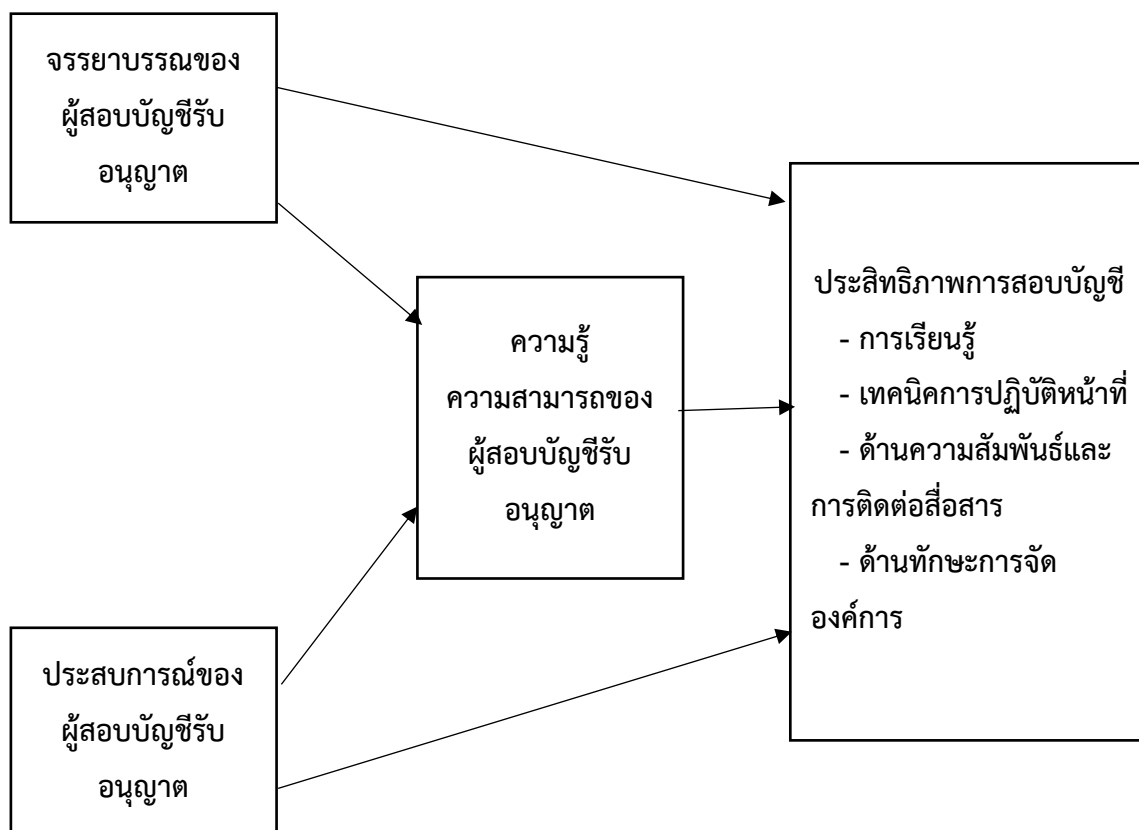 จรรยาบรรณของ
ผู้สอบบัญชีรับ
อนุญาต
ความรู้
ความสามารถของ
ผู้สอบบัญชีรับ
อนุญาต
ประสิทธิภาพการสอบบัญชี
- การเรียนรู้
- เทคนิคการปฏิบัติหน้าที่
- ด้านความสัมพันธ์และ
การติดต่อสื่อสาร
- ด้านทักษะการจัด
องค์การ
ประสบการณ์ของ
ผู้สอบบัญชีรับ
อนุญาต